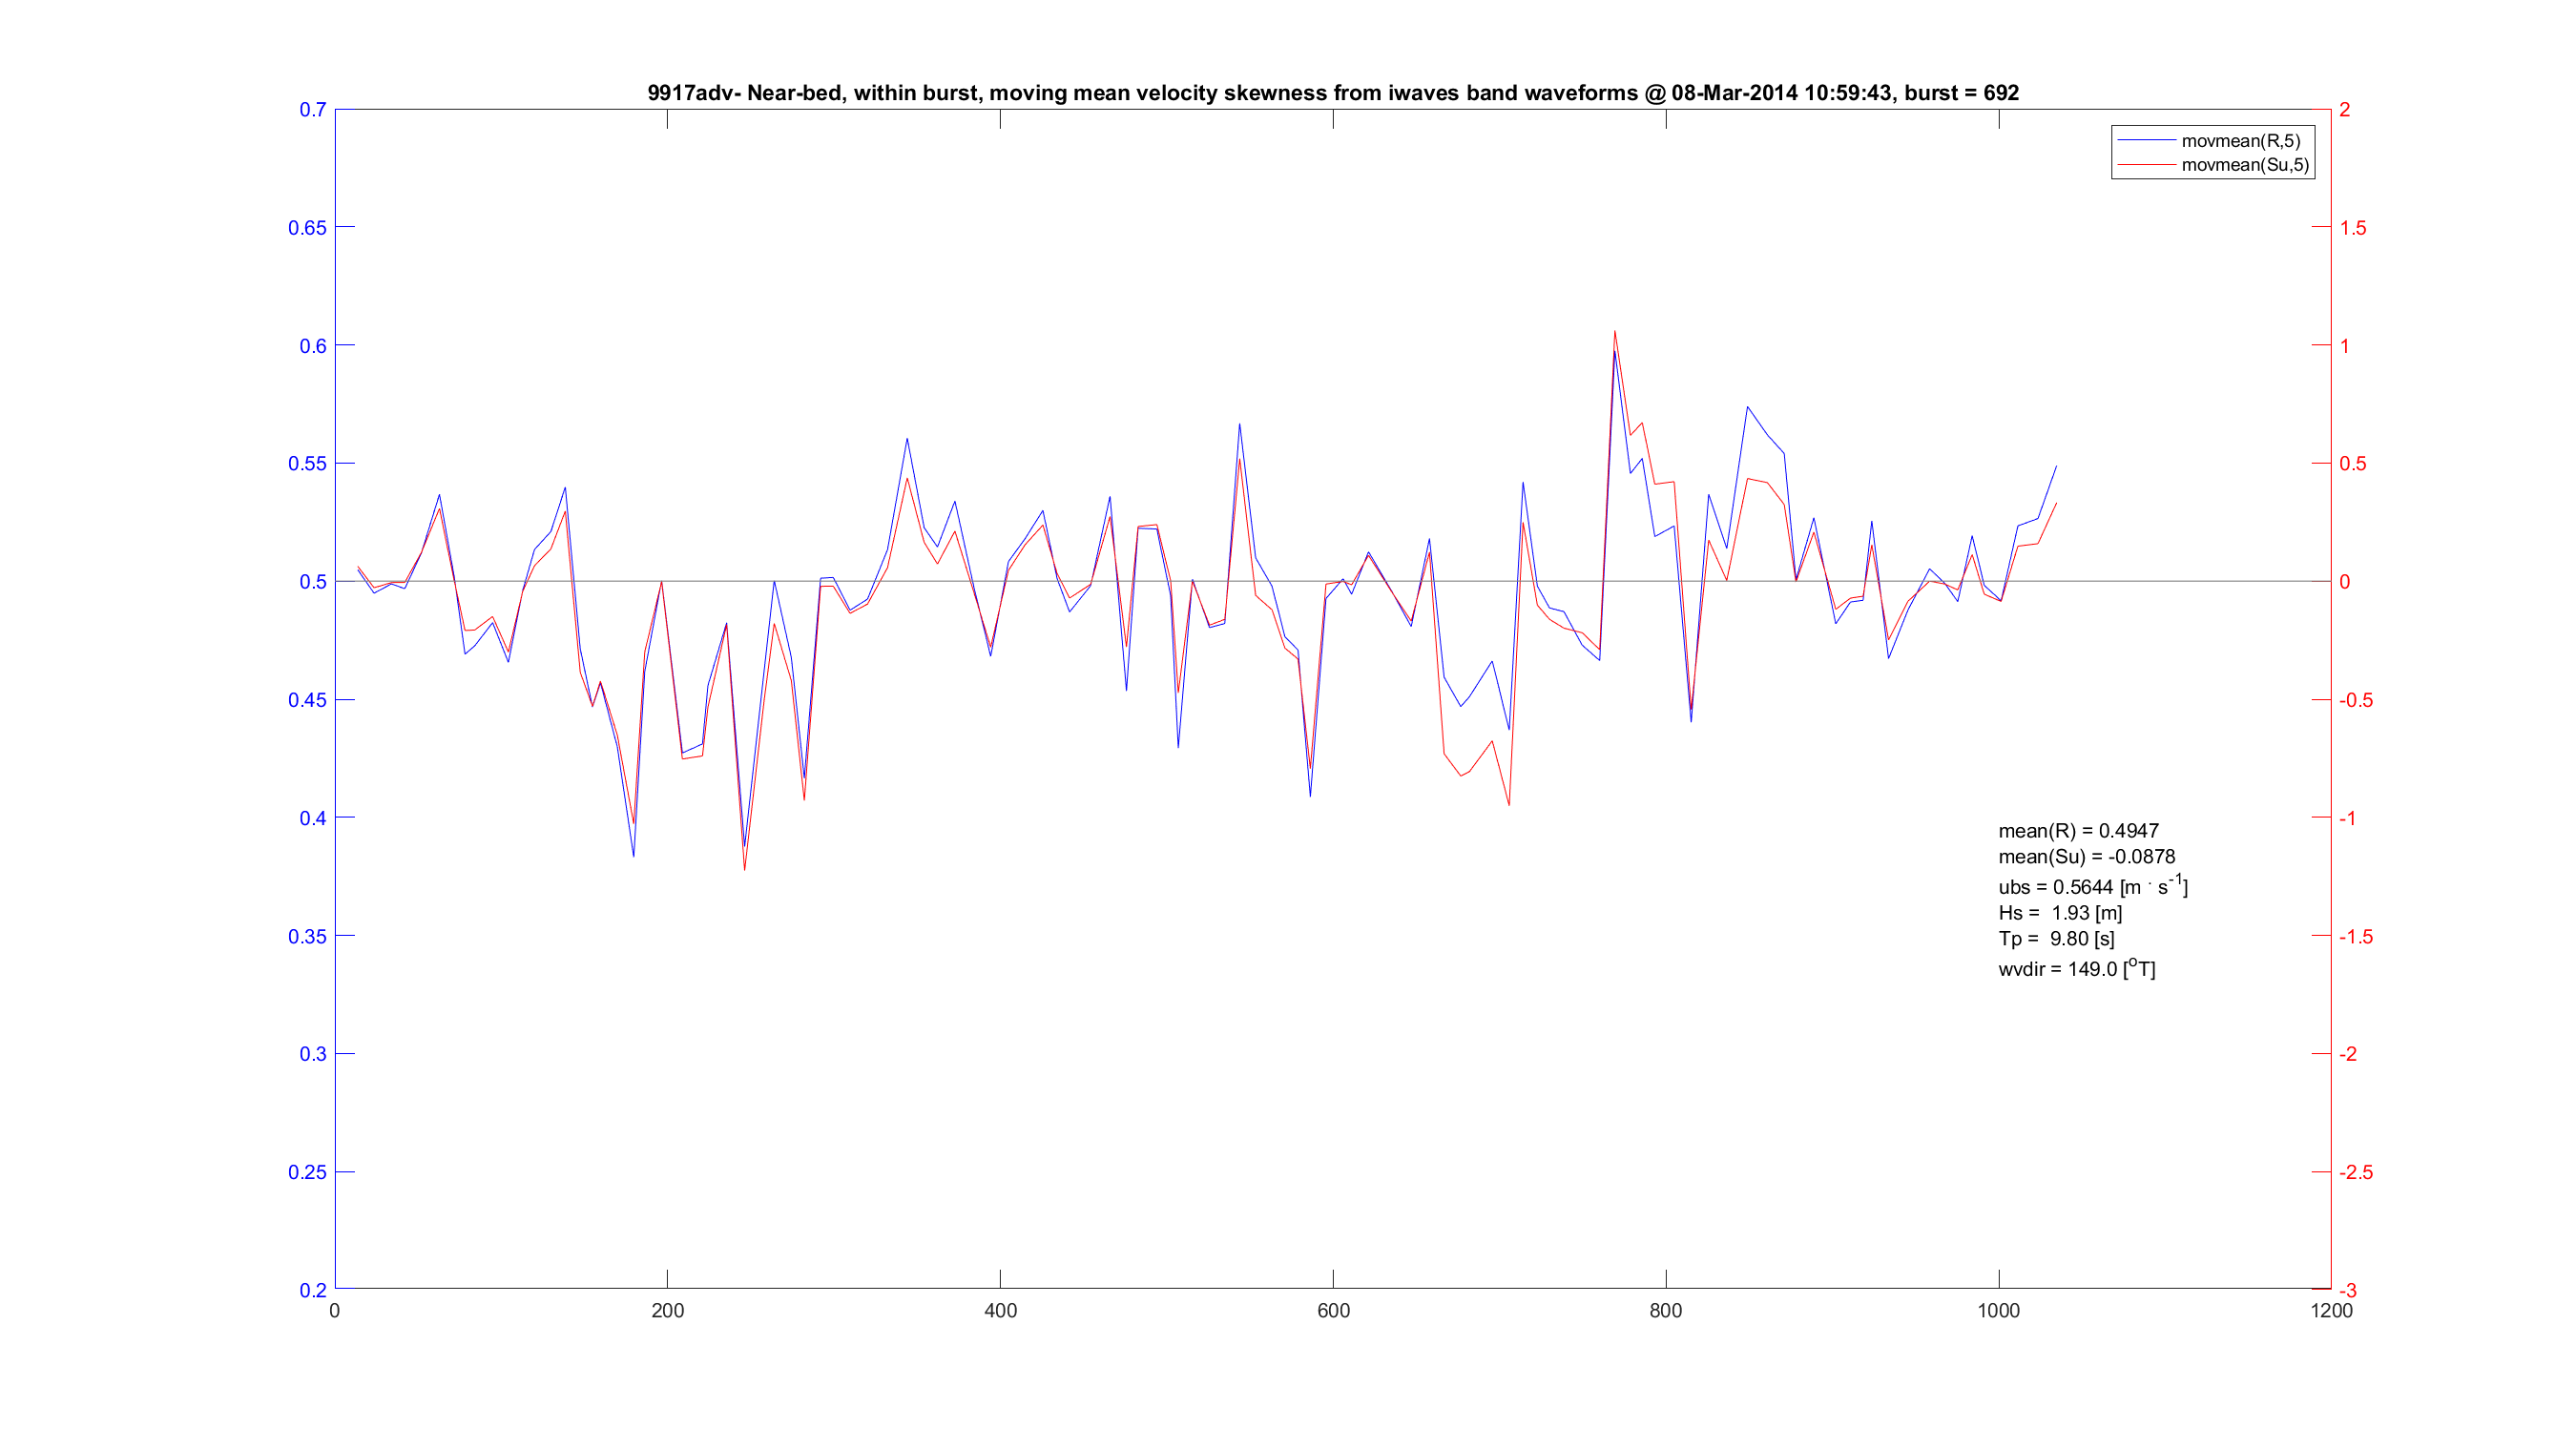 9917adv- Near-bed, within burst, moving mean velocity skewness from iwaves band waveforms @ 08-Mar-2014 10:59:43, burst = 692
0.7
0.65
0.6
0.55
0.5
0.45
0.4
0.35
0.3
0.25
0.2
2
1.5
1
0.5
0
-0.5
-1
-1.5
-2
-2.5
-3
movmean(R,5)
movmean(Su,5)
mean(R) = 0.4947
mean(Su) = -0.0878
ubs = 0.5644 [m · s-1]
Hs = 1.93 [m]
Tp = 9.80 [s]
wvdir = 149.0 [oT]
0 200 400 600 800 1000 1200